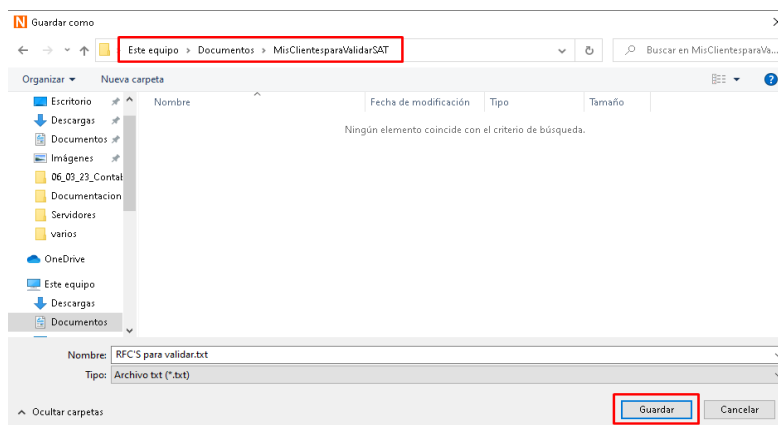 N Guardar como
Este equipo > Documentos > MisClientesparaValidarSAT
Buscar en MisClientesparaVa...
Organizar Nueva carpeta
Nombre Fecha de modificación Tipo Tamaño
Ningún elemento coincide con el criterio de búsqueda.
Escritorio
Descargas
Documentos
Imágenes
06_03_23_Contab
Documentacion
Servidores
varios
OneDrive
Este equipo
Descargas
Documentos
Nombre: RFC'S para validar.txt
Tipo: Archivo txt (*.txt)
Ocultar carpetas Guardar Cancelar